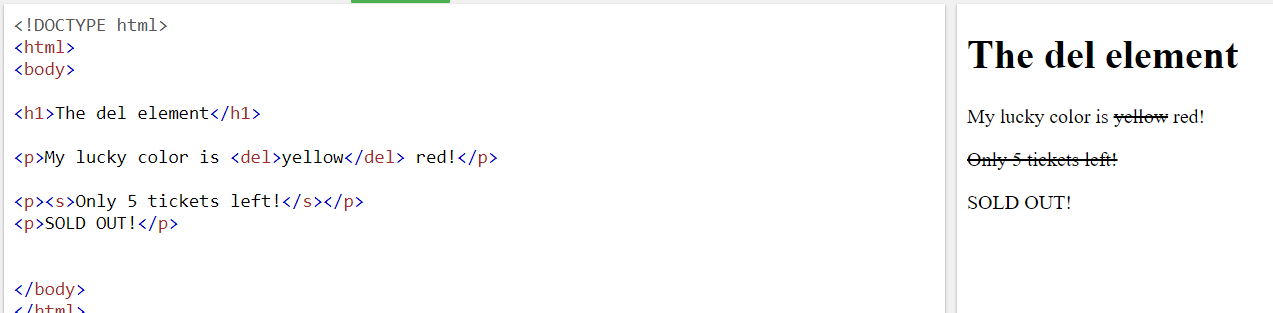 <!DOCTYPE html>
<html>
<body>
<h1>The del element</h1>
<p>My lucky color is <del>yellow</del> red!</p>
<p><s>Only 5 tickets left!</s></p>
<p>SOLD OUT!</p>
</body>
</html>
The del element
My lucky color is yellow red!
Only 5 tickets left!
SOLD OUT!